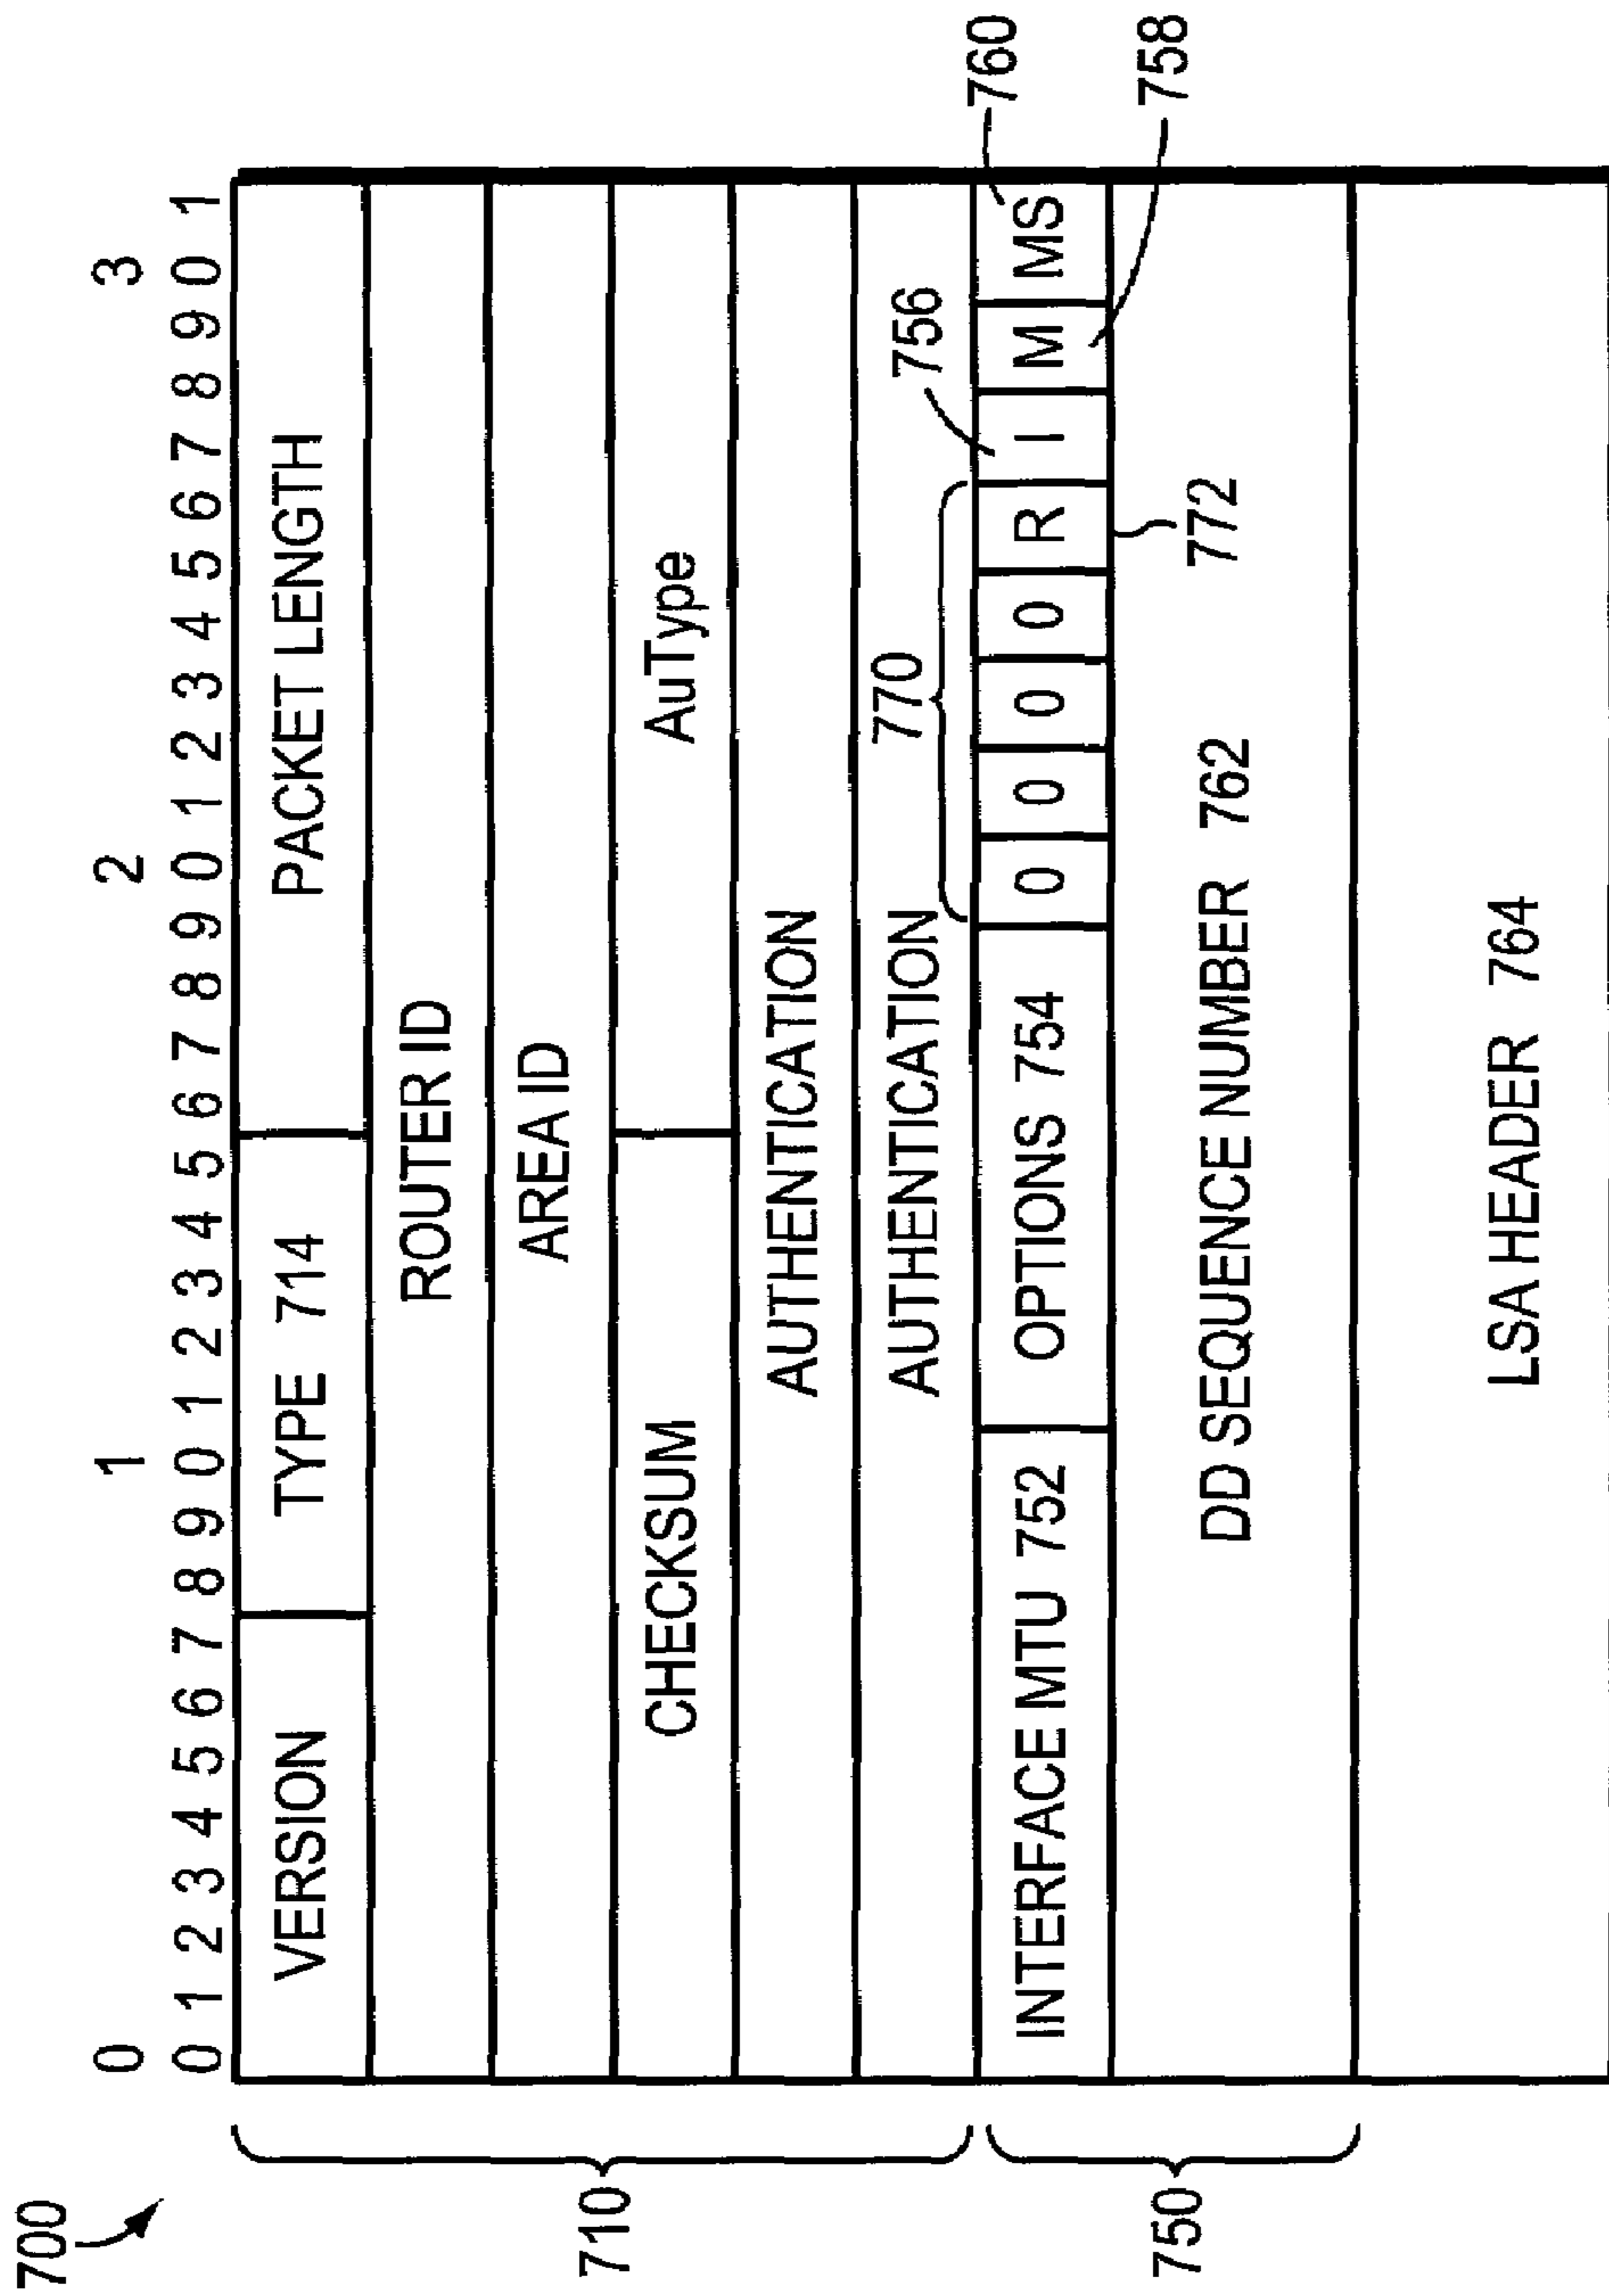 700
0 1 2 3
0 1 2 3 4 5 6 7 8 9 0 1 2 3 4 5 6 7 8 9 0 1 2 3 4 5 6 7 8 9 0 1
VERSION TYPE 714 PACKET LENGTH
ROUTER ID
AREA ID
710
CHECKSUM AuType
AUTHENTICATION
AUTHENTICATION 770 756 760
INTERFACE MTU 752 OPTIONS 754 0 0 0 0 R I M MS
750
DD SEQUENCE NUMBER 762 772 758
LSA HEADER 764